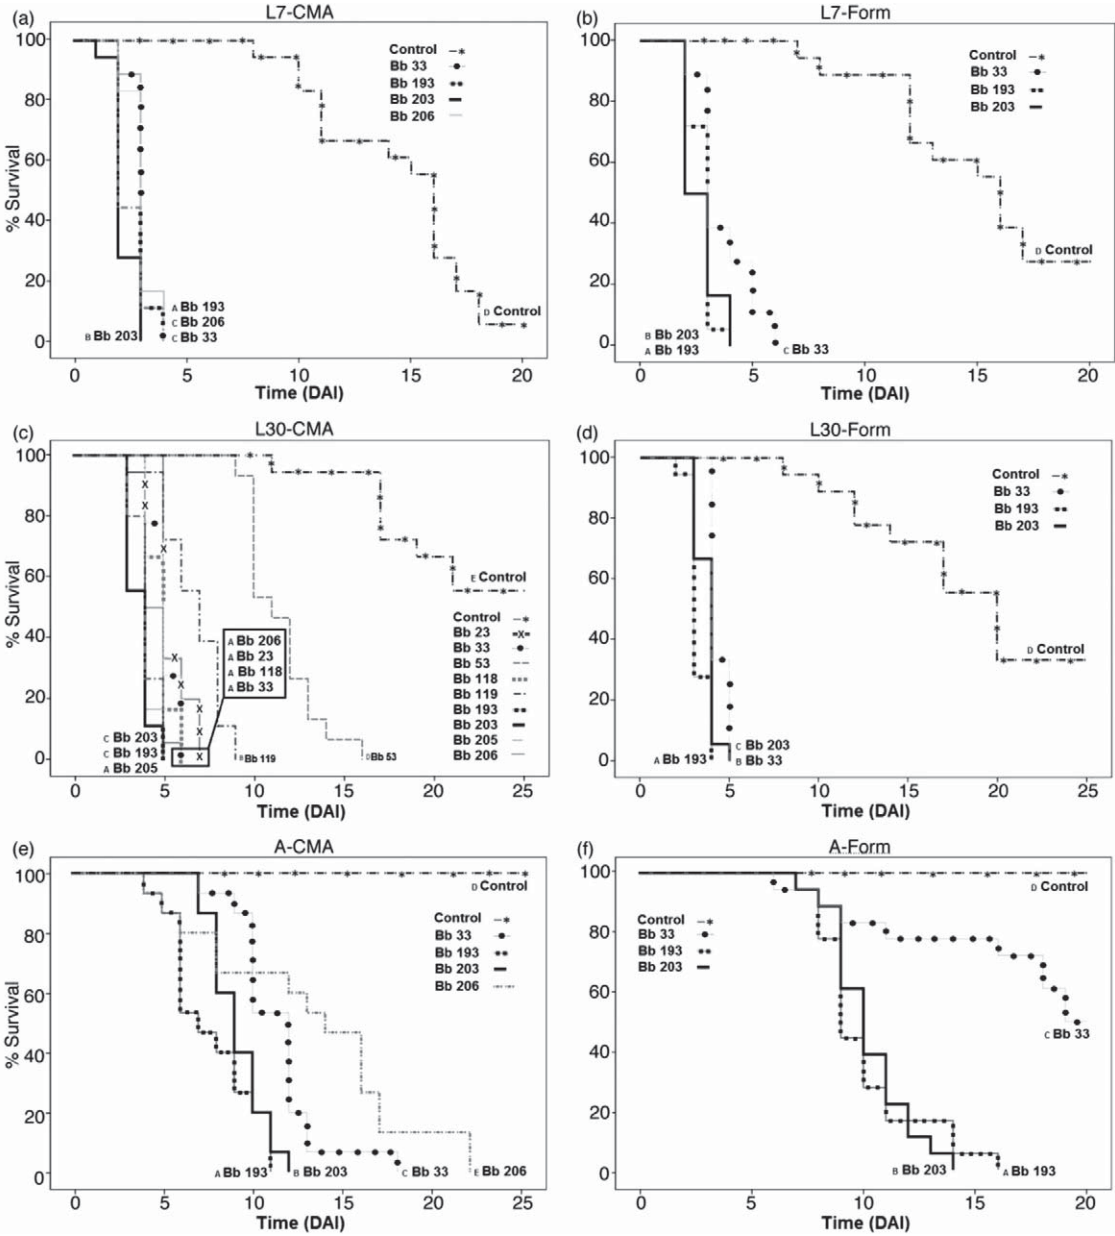 (a)
L7-CMA
% Survival
100
80
60
40
20
0
Control
Bb 33
Bb 193
Bb 203
Bb 206
D Control
A Bb 193
C Bb 206
B Bb 203
C Bb 33
0 5 10 15 20
Time (DAI)
(b)
L7-Form
100
80
60
40
20
0
Control
Bb 33
Bb 193
Bb 203
D Control
B Bb 203
A Bb 193
C Bb 33
0 5 10 15 20
Time (DAI)
(c)
L30-CMA
% Survival
100
80
60
40
20
0
E Control
Control
Bb 23
Bb 33
Bb 53
Bb 118
Bb 119
Bb 193
Bb 203
Bb 205
Bb 206
A Bb 206
A Bb 23
A Bb 118
A Bb 33
C Bb 203
C Bb 193
A Bb 205
B Bb 119
D Bb 53
0 5 10 15 20 25
Time (DAI)
(d)
L30-Form
100
80
60
40
20
0
Control
Bb 33
Bb 193
Bb 203
D Control
C Bb 203
A Bb 193
B Bb 33
0 5 10 15 20 25
Time (DAI)
(e)
A-CMA
% Survival
100
80
60
40
20
0
D Control
Control
Bb 33
Bb 193
Bb 203
Bb 206
A Bb 193
B Bb 203
C Bb 33
E Bb 206
0 5 10 15 20 25
Time (DAI)
(f)
A-Form
100
80
60
40
20
0
D Control
Control
Bb 33
Bb 193
Bb 203
C Bb 33
B Bb 203
A Bb 193
0 5 10 15 20
Time (DAI)